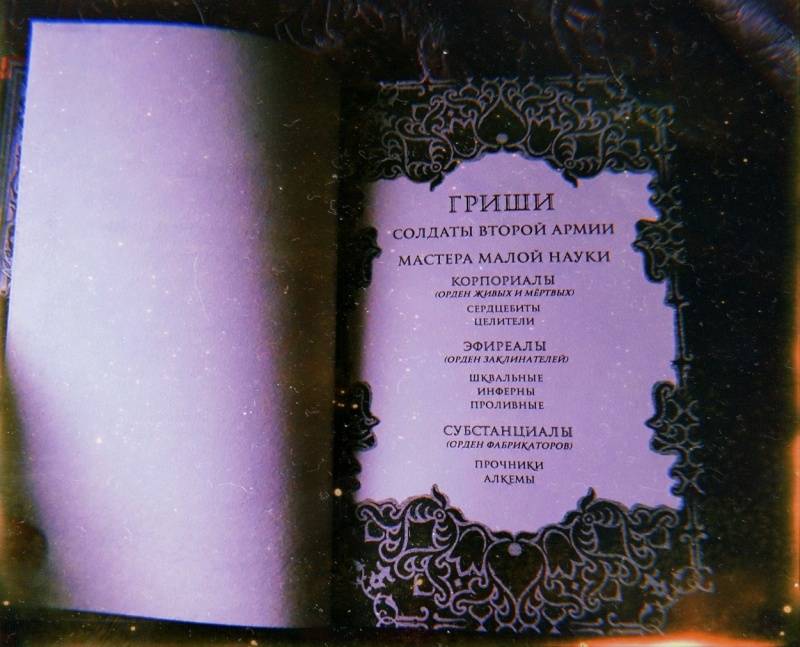 ГРИШИ
СОЛДАТЫ ВТОРОЙ АРМИИ
МАСТЕРА МАЛОЙ НАУКИ
КОРПОРИАЛЫ
(ОРДЕН ЖИВЫХ И МЁРТВЫХ)
СЕРДЦЕБИТЫ
ЦЕЛИТЕЛИ
ЭФИРЕАЛЫ
(ОРДЕН ЗАКЛИНАТЕЛЕЙ)
ШКВАЛЬНЫЕ
ИНФЕРНЫ
ПРОЛИВНЫЕ
СУБСТАНЦИАЛЫ
(ОРДЕН ФАБРИКАТОРОВ)
ПРОЧНИКИ
АЛКЕМЫ